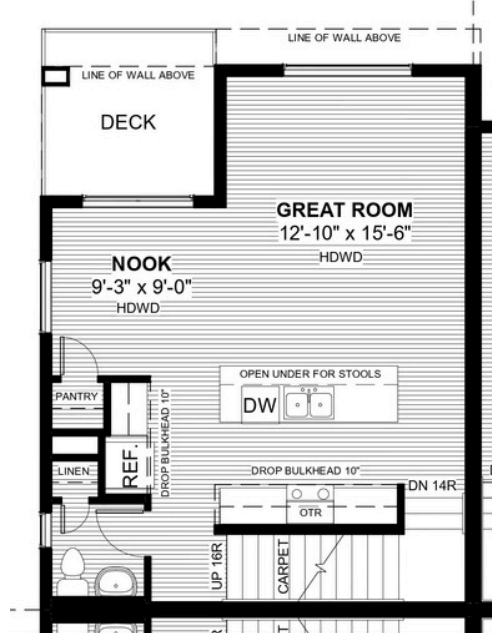 LINE OF WALL ABOVE
LINE OF WALL ABOVE
DECK
GREAT ROOM
12'-10" x 15'-6"
HDWD
NOOK
9'-3" x 9'-0"
HDWD
OPEN UNDER FOR STOOLS
PANTRY
DW
DROP BULKHEAD 10"
REF.
LINEN
DROP BULKHEAD 10"
DN 14R
OTR
UP 16R
CARPET